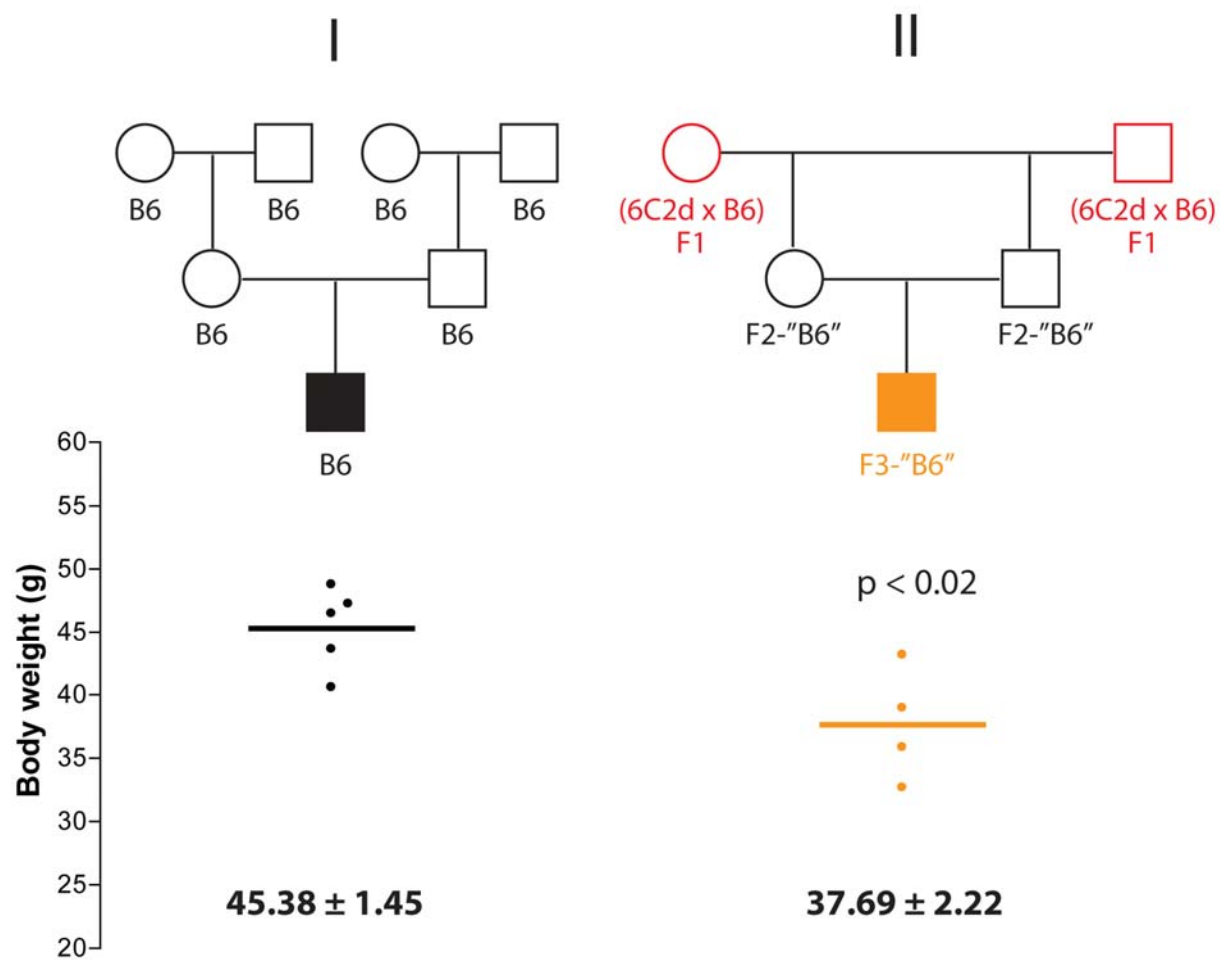 I
II
B6
B6
B6
B6
(6C2d x B6)
F1
(6C2d x B6)
F1
B6
B6
F2-"B6"
F2-"B6"
B6
F3-"B6"
Body weight (g)
60
55
50
45
40
35
30
25
20
p < 0.02
45.38 ± 1.45
37.69 ± 2.22